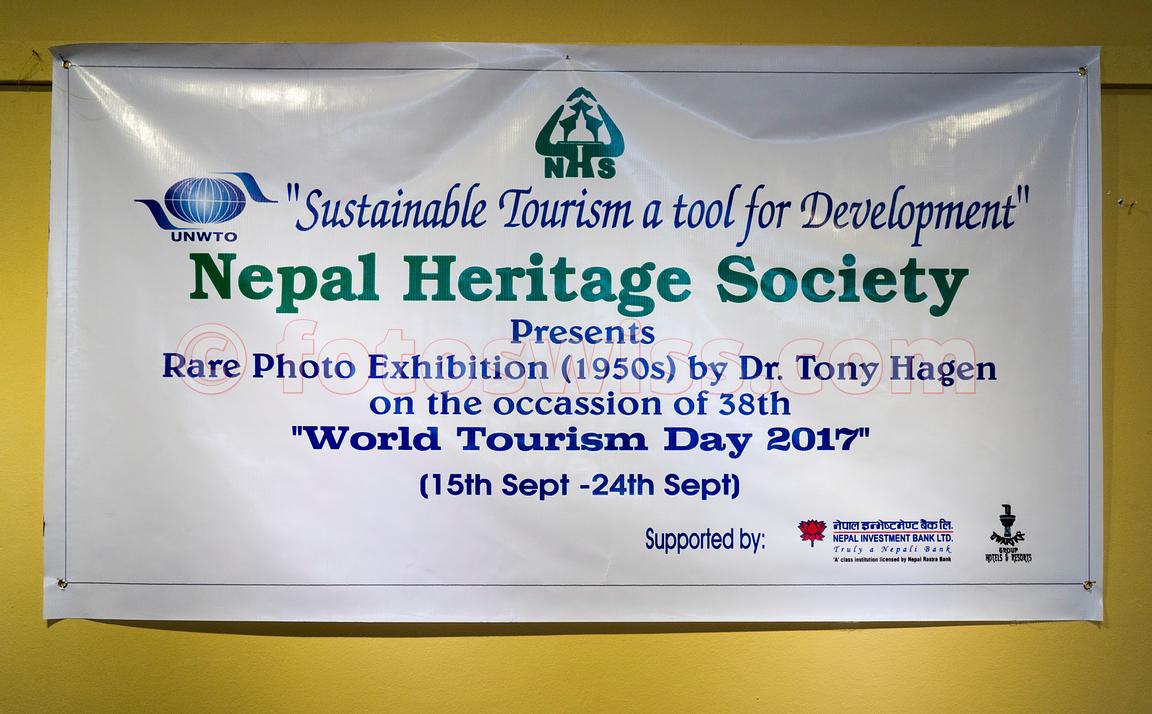 NHS
UNWTO
"Sustainable Tourism a tool for Development"
Nepal Heritage Society
Presents
Rare Photo Exhibition (1950s) by Dr. Tony Hagen
on the occassion of 38th
"World Tourism Day 2017"
(15th Sept -24th Sept)
Supported by:
नेपाल इन्भेष्टमेण्ट बैंक लि.
NEPAL INVESTMENT BANK LTD.
Truly a Nepali Bank
'A' class institution licensed by Nepal Rastra Bank
GROUP
HOTELS & RESORTS
© fotoswiss.com